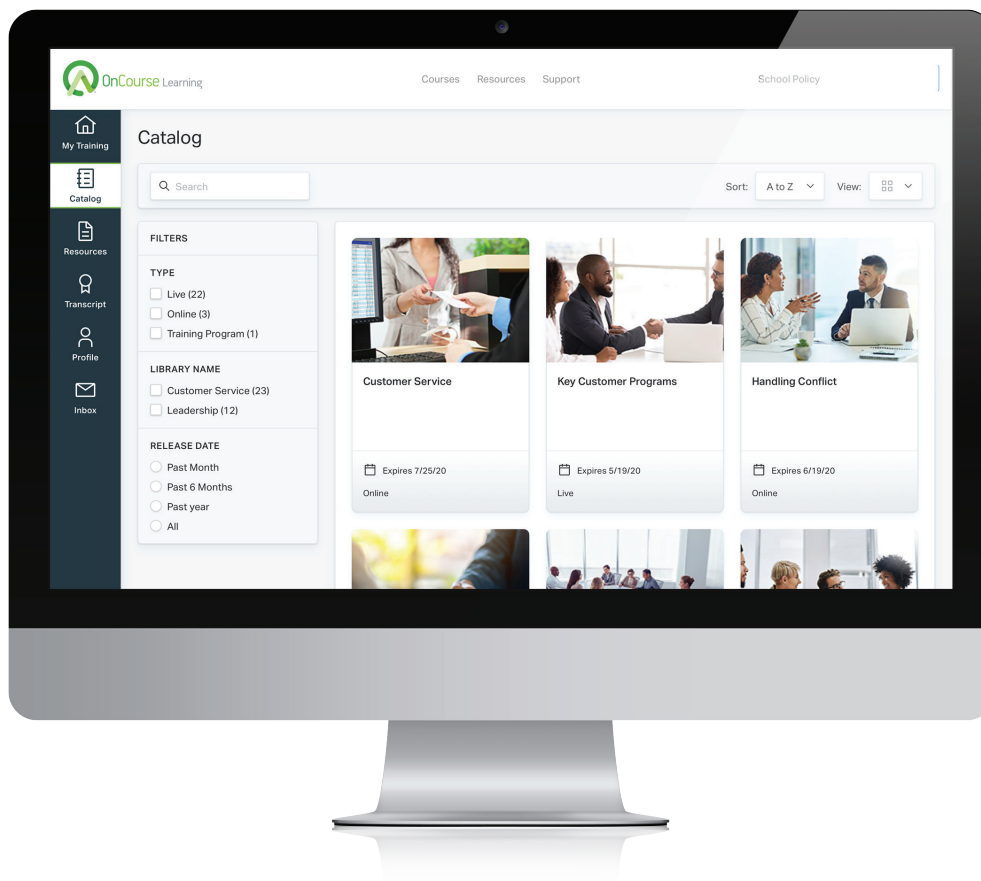 OnCourse Learning
Courses Resources Support School Policy
My Training
Catalog
Resources
Transcript
Profile
Inbox
Catalog
Search
Sort: A to Z View:
FILTERS
TYPE
Live (22)
Online (3)
Training Program (1)
LIBRARY NAME
Customer Service (23)
Leadership (12)
RELEASE DATE
Past Month
Past 6 Months
Past year
All
Customer Service
Expires 7/25/20
Online
Key Customer Programs
Expires 5/19/20
Live
Handling Conflict
Expires 6/19/20
Online